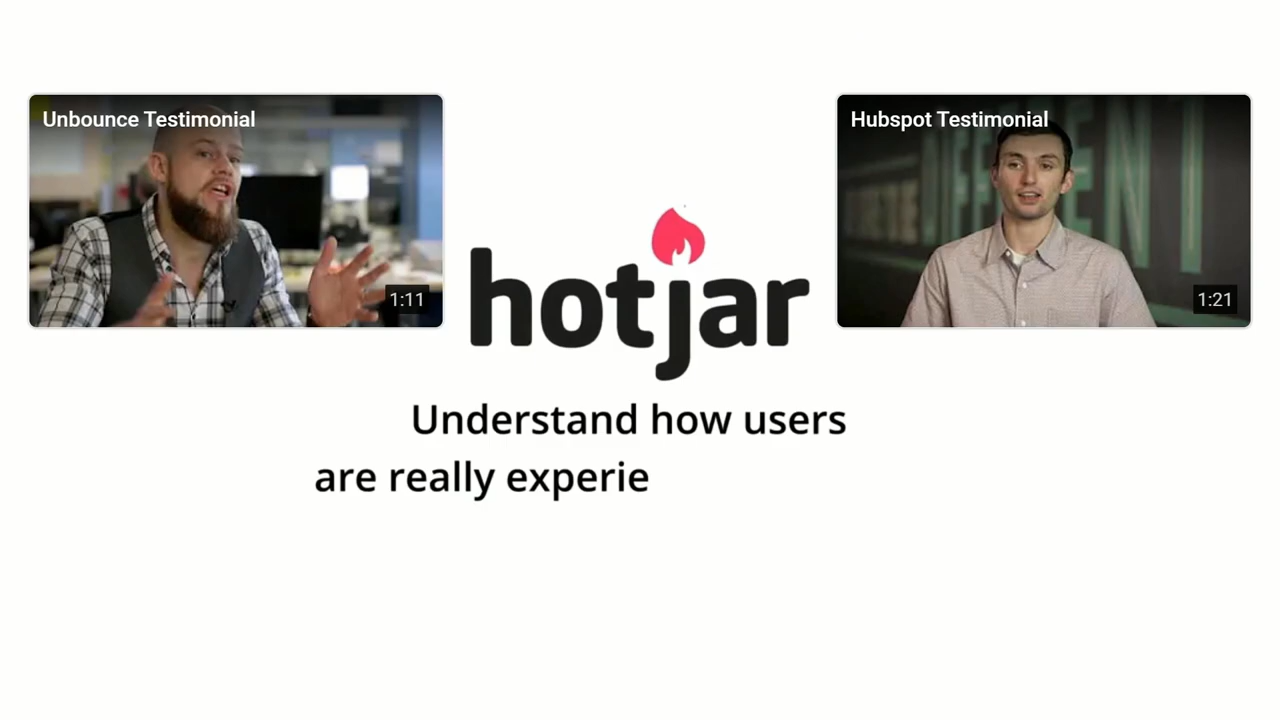 Unbounce Testimonial
1:11
Hubspot Testimonial
1:21
hotjar
Understand how users
are really experie